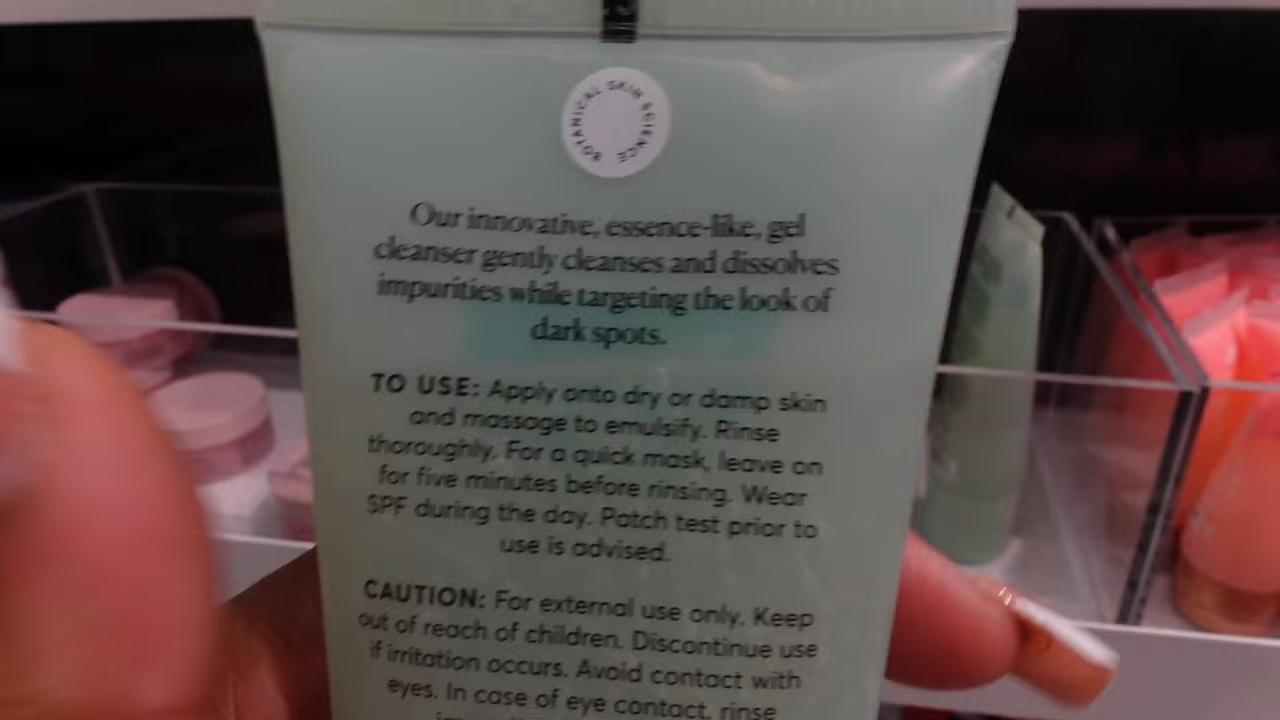 BOTANICAL SKIN SCIENCE
Our innovative, essence-like, gel
cleanser gently cleanses and dissolves
impurities while targeting the look of
dark spots.
TO USE: Apply onto dry or damp skin
and massage to emulsify. Rinse
thoroughly. For a quick mask, leave on
for five minutes before rinsing. Wear
SPF during the day. Patch test prior to
use is advised.
CAUTION: For external use only. Keep
out of reach of children. Discontinue use
if irritation occurs. Avoid contact with
eyes. In case of eye contact, rinse